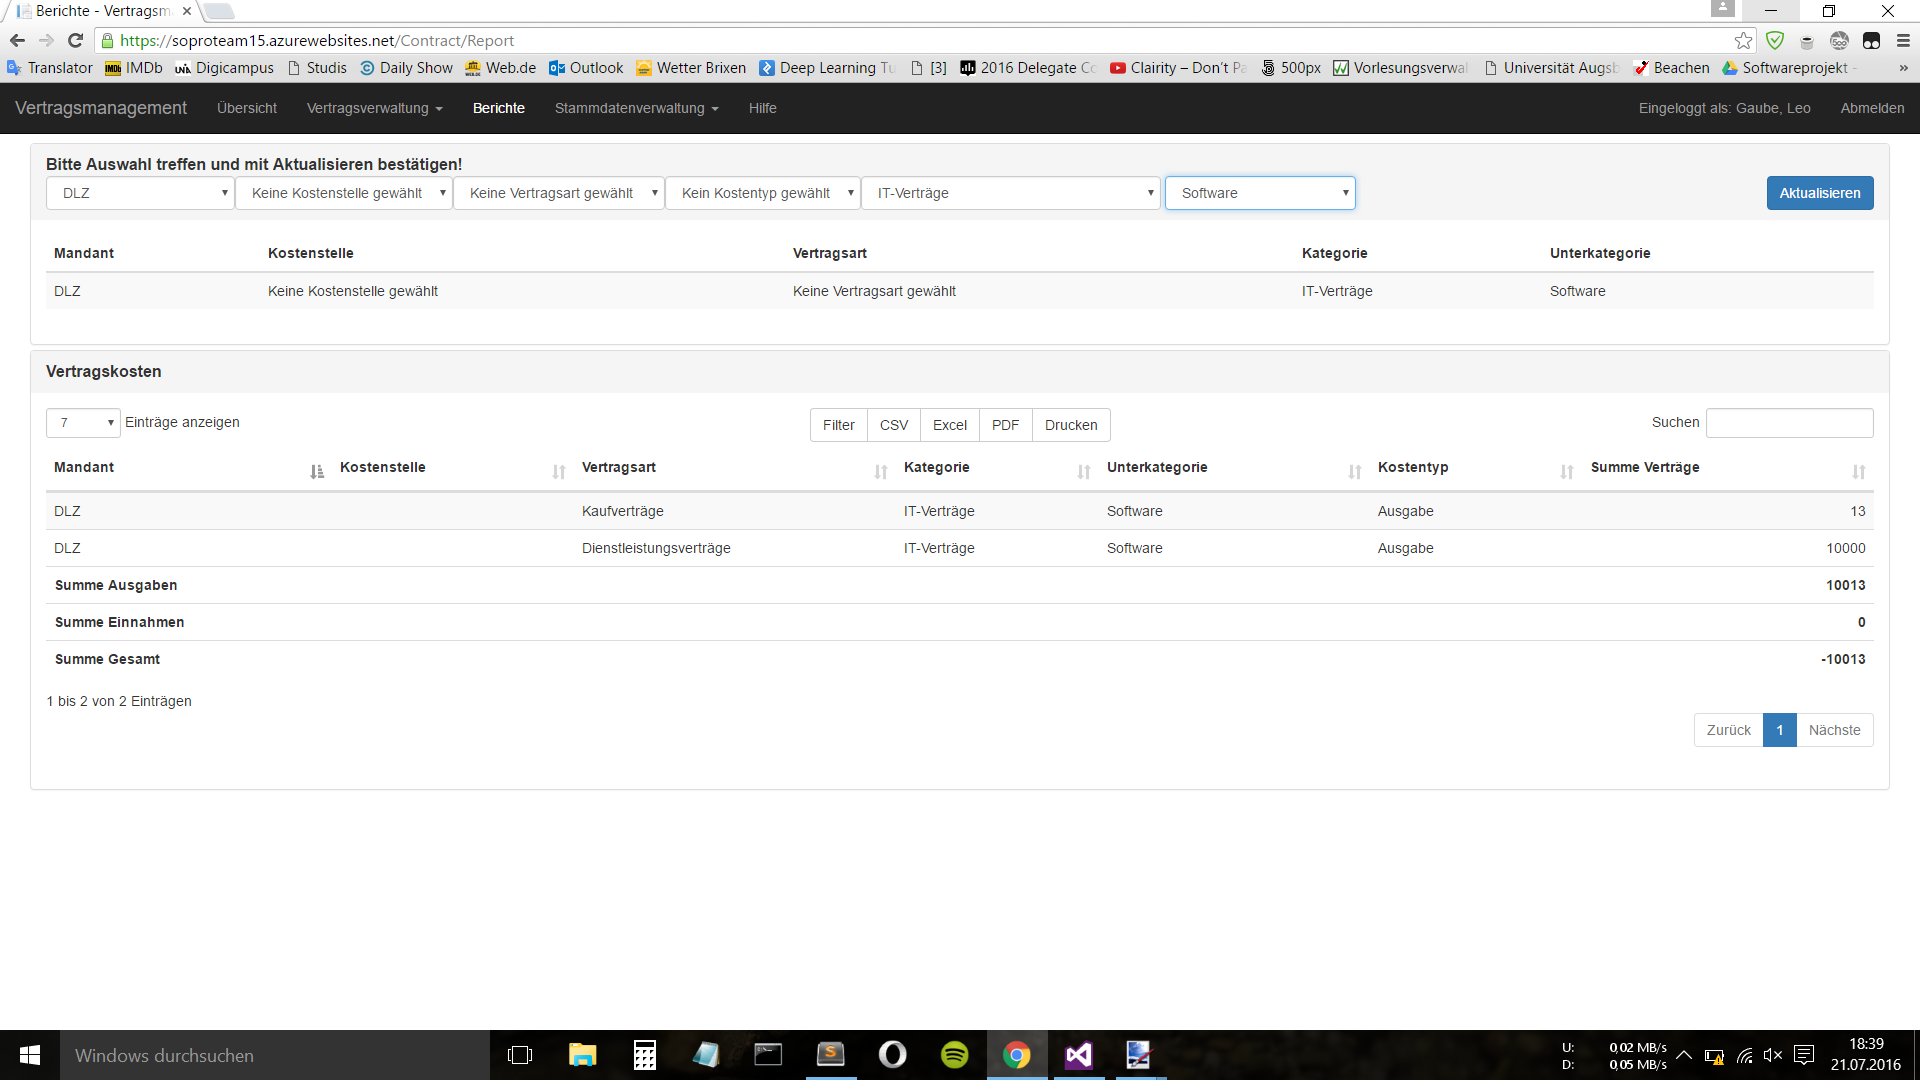 Berichte - Vertragsm
https://soproteam15.azurewebsites.net/Contract/Report
Translator IMDb Digicampus Studis Daily Show Web.de Outlook Wetter Brixen Deep Learning Tu [3] 2016 Delegate Co Clairity – Don't Pa 500px Vorlesungsverwal Universität Augsb Beachen Softwareprojekt - »
Vertragsmanagement Übersicht Vertragsverwaltung Berichte Stammdatenverwaltung Hilfe Eingeloggt als: Gaube, Leo Abmelden
Bitte Auswahl treffen und mit Aktualisieren bestätigen!
DLZ Keine Kostenstelle gewählt Keine Vertragsart gewählt Kein Kostentyp gewählt IT-Verträge Software Aktualisieren
Mandant Kostenstelle Vertragsart Kategorie Unterkategorie
DLZ Keine Kostenstelle gewählt Keine Vertragsart gewählt IT-Verträge Software
Vertragskosten
7 Einträge anzeigen Filter CSV Excel PDF Drucken Suchen
Mandant Kostenstelle Vertragsart Kategorie Unterkategorie Kostentyp Summe Verträge
DLZ Kaufverträge IT-Verträge Software Ausgabe 13
DLZ Dienstleistungsverträge IT-Verträge Software Ausgabe 10000
Summe Ausgaben 10013
Summe Einnahmen 0
Summe Gesamt -10013
1 bis 2 von 2 Einträgen
Zurück 1 Nächste
Windows durchsuchen
U: 0,02 MB/s
D: 0,05 MB/s
18:39
21.07.2016